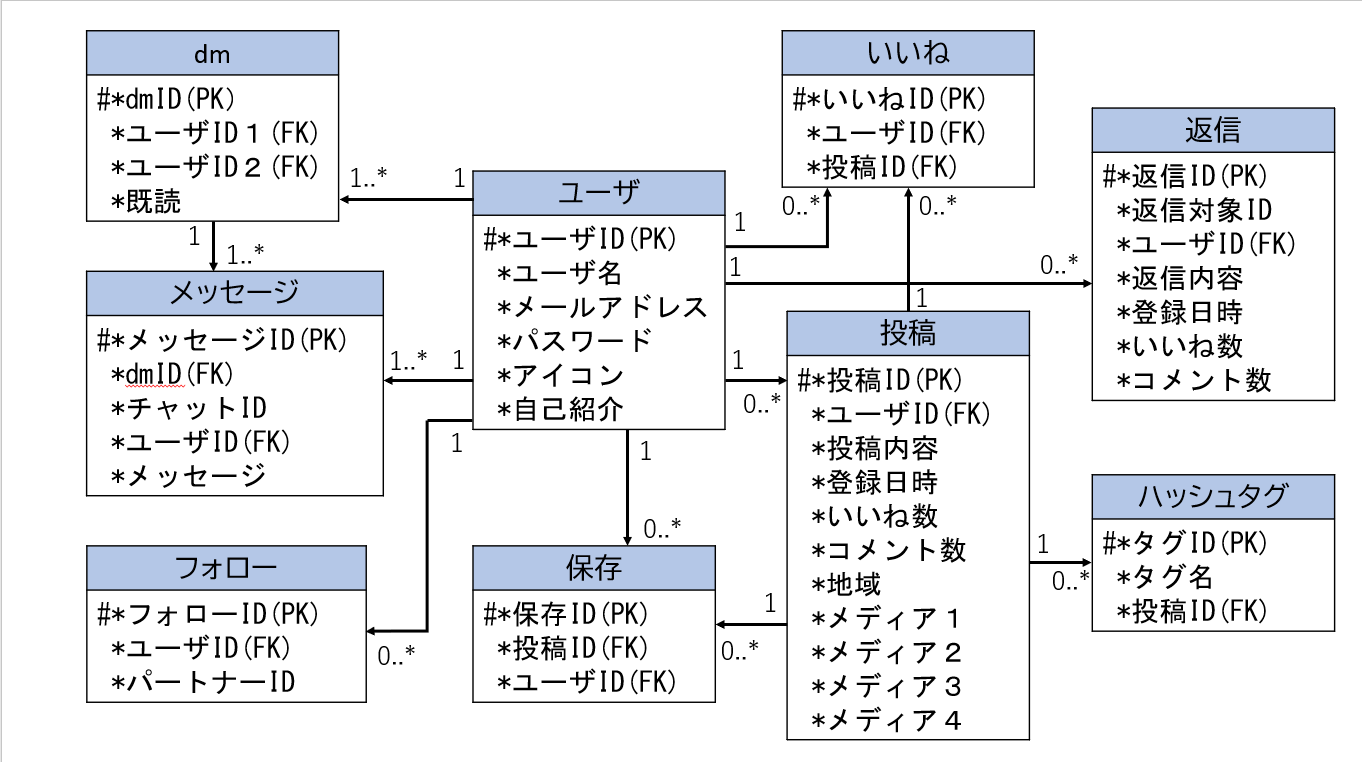 dm
#*dmID(PK)
*ユーザID１(FK)
*ユーザID２(FK)
*既読
1..*
1
1
1..*
メッセージ
#*メッセージID(PK)
*dmID(FK)
*チャットID
*ユーザID(FK)
*メッセージ
1..*
1
1
フォロー
#*フォローID(PK)
*ユーザID(FK)
*パートナーID
0..*
ユーザ
#*ユーザID(PK)
*ユーザ名
*メールアドレス
*パスワード
*アイコン
*自己紹介
1
0..*
1
0..*
1
0..*
1
0..*
保存
#*保存ID(PK)
*投稿ID(FK)
*ユーザID(FK)
1
0..*
いいね
#*いいねID(PK)
*ユーザID(FK)
*投稿ID(FK)
0..*
1
投稿
#*投稿ID(PK)
*ユーザID(FK)
*投稿内容
*登録日時
*いいね数
*コメント数
*地域
*メディア１
*メディア２
*メディア３
*メディア４
返信
#*返信ID(PK)
*返信対象ID
*ユーザID(FK)
*返信内容
*登録日時
*いいね数
*コメント数
1
0..*
ハッシュタグ
#*タグID(PK)
*タグ名
*投稿ID(FK)